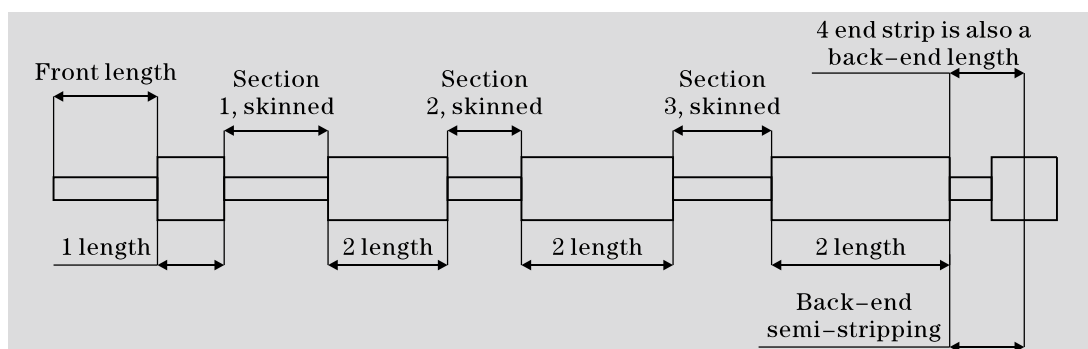 4 end strip is also a
back–end length
Front length
Section
1, skinned
Section
2, skinned
Section
3, skinned
1 length
2 length
2 length
2 length
Back–end
semi–stripping